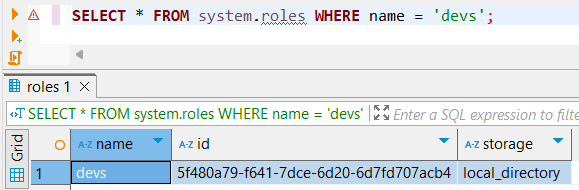 SELECT * FROM system.roles WHERE name = 'devs';
roles 1
SELECT * FROM system.roles WHERE name = 'devs' Enter a SQL expression to filte
Grid
A-Z name A-Z id A-Z storage
1 devs 5f480a79-f641-7dce-6d20-6d7fd707acb4 local_directory